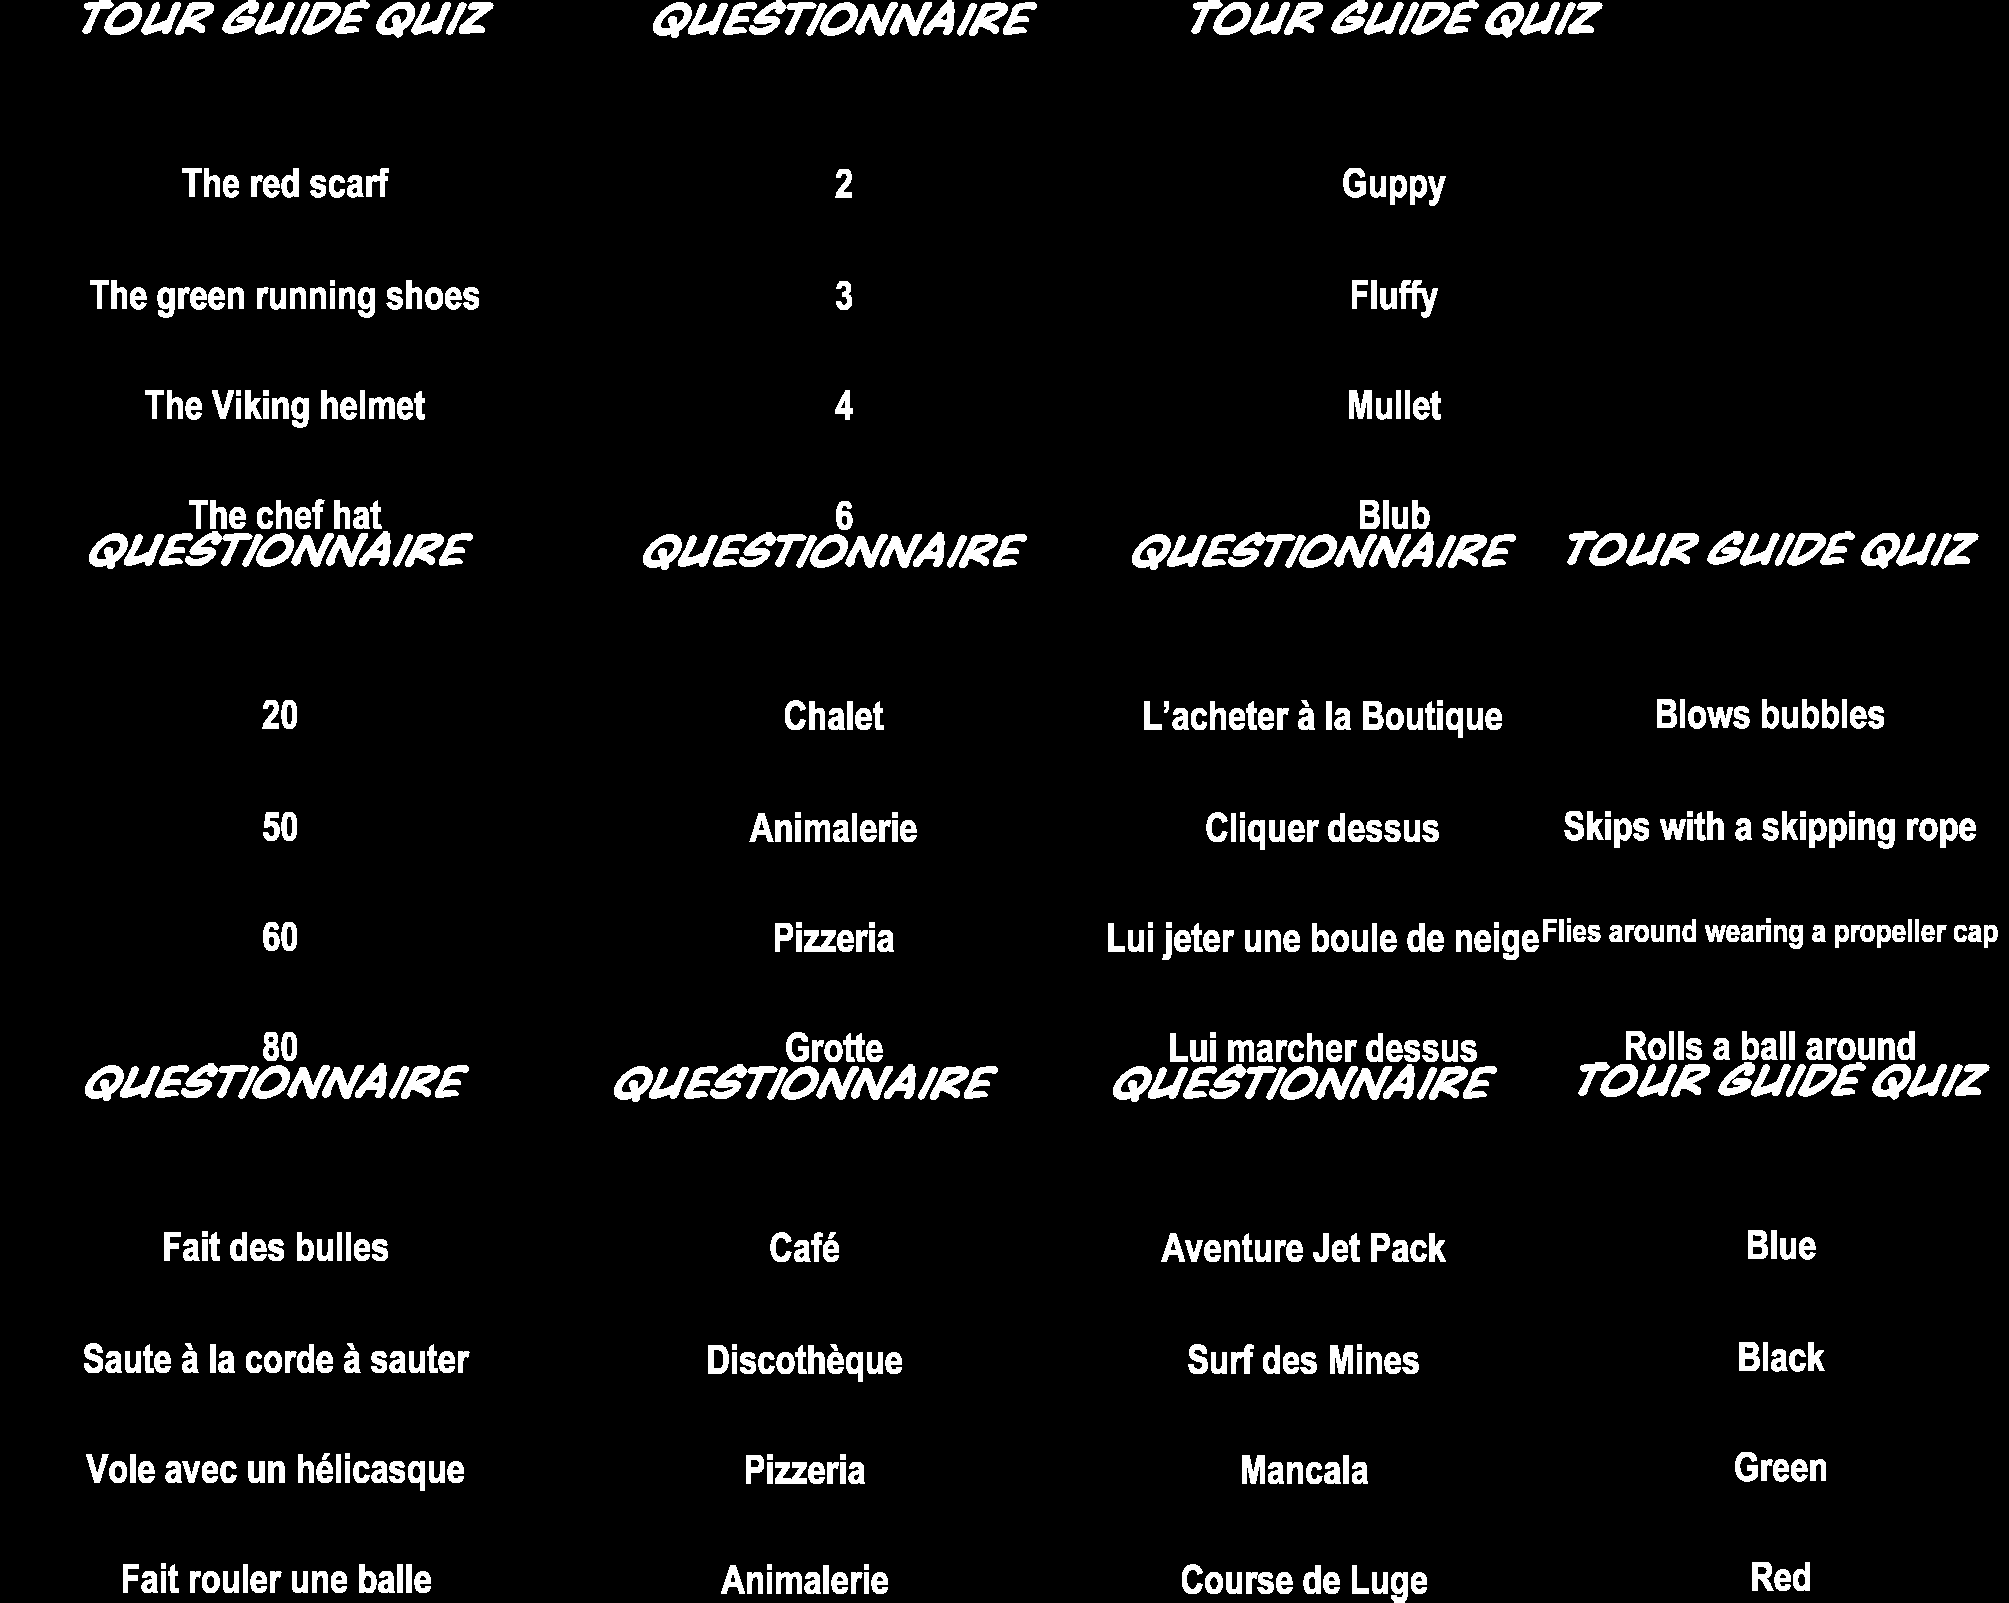 TOUR GUIDE QUIZ
The red scarf
The green running shoes
The Viking helmet
The chef hat
QUESTIONNAIRE
2
3
4
6
TOUR GUIDE QUIZ
Guppy
Fluffy
Mullet
Blub
QUESTIONNAIRE
20
50
60
80
QUESTIONNAIRE
Chalet
Animalerie
Pizzeria
Grotte
QUESTIONNAIRE
L’acheter à la Boutique
Cliquer dessus
Lui jeter une boule de neige
Lui marcher dessus
TOUR GUIDE QUIZ
Blows bubbles
Skips with a skipping rope
Flies around wearing a propeller cap
Rolls a ball around
QUESTIONNAIRE
Fait des bulles
Saute à la corde à sauter
Vole avec un hélicasque
Fait rouler une balle
QUESTIONNAIRE
Café
Discothèque
Pizzeria
Animalerie
QUESTIONNAIRE
Aventure Jet Pack
Surf des Mines
Mancala
Course de Luge
TOUR GUIDE QUIZ
Blue
Black
Green
Red